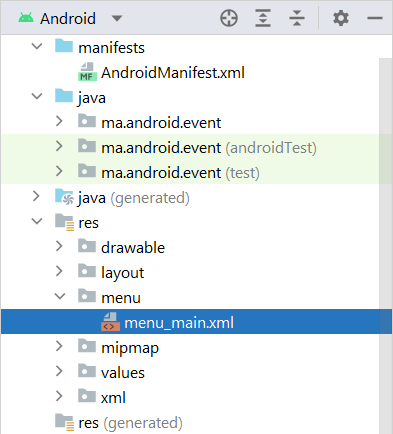 Android
manifests
AndroidManifest.xml
java
ma.android.event
ma.android.event (androidTest)
ma.android.event (test)
java (generated)
res
drawable
layout
menu
menu_main.xml
mipmap
values
xml
res (generated)